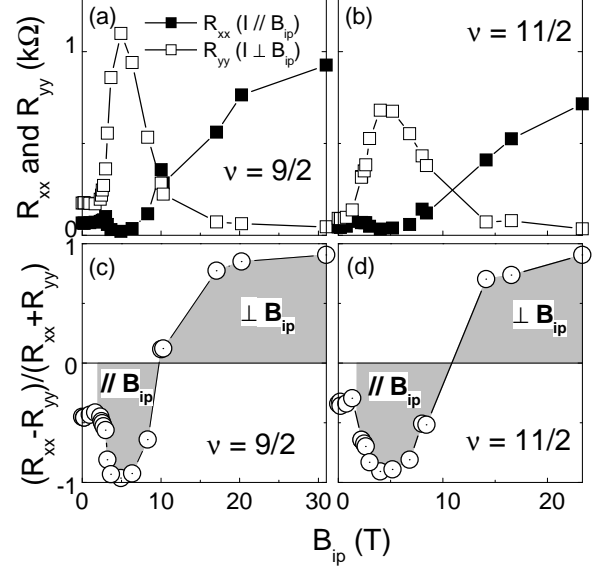 (a)
R_xx (I // B_ip)
R_yy (I ⊥ B_ip)
ν = 9/2
(b)
ν = 11/2
1
0
R_xx and R_yy (kΩ)
(c)
⊥ B_ip
// B_ip
ν = 9/2
(d)
⊥ B_ip
// B_ip
ν = 11/2
1
0
-1
(R_xx-R_yy)/(R_xx+R_yy)
0 10 20 30 0 10 20
B_ip (T)